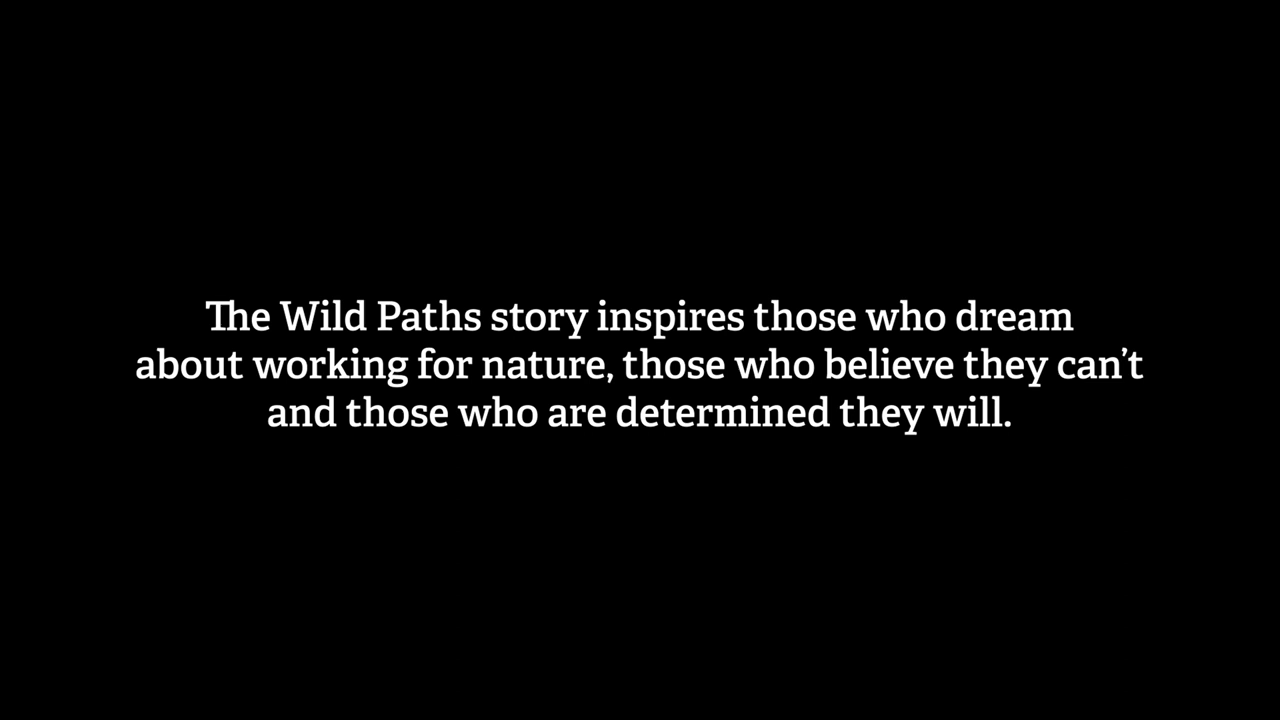 The Wild Paths story inspires those who dream
about working for nature, those who believe they can’t
and those who are determined they will.